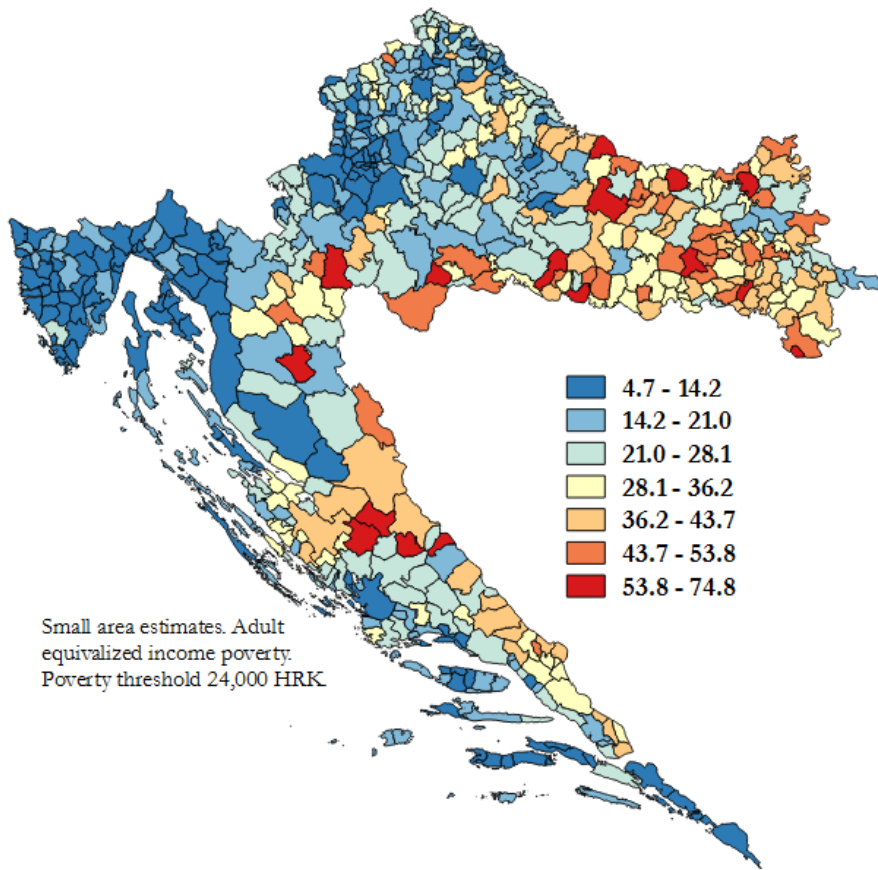 4.7 - 14.2
14.2 - 21.0
21.0 - 28.1
28.1 - 36.2
36.2 - 43.7
43.7 - 53.8
53.8 - 74.8
Small area estimates. Adult
equivalized income poverty.
Poverty threshold 24,000 HRK.